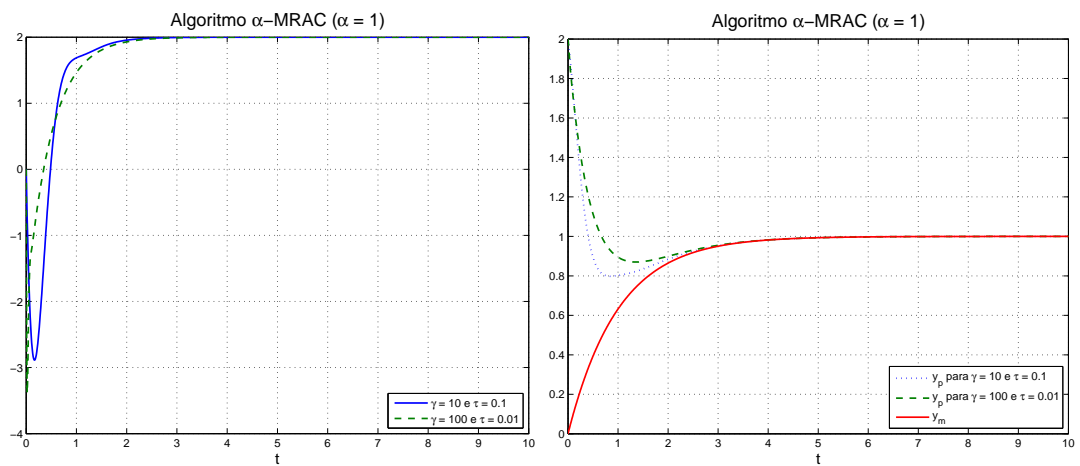 Algoritmo α−MRAC (α = 1)
2
1
0
−1
−2
−3
−4
0 1 2 3 4 5 6 7 8 9 10
t
γ = 10 e τ = 0.1
γ = 100 e τ = 0.01
Algoritmo α−MRAC (α = 1)
2
1.8
1.6
1.4
1.2
1
0.8
0.6
0.4
0.2
0
0 1 2 3 4 5 6 7 8 9 10
t
y_p para γ = 10 e τ = 0.1
y_p para γ = 100 e τ = 0.01
y_m